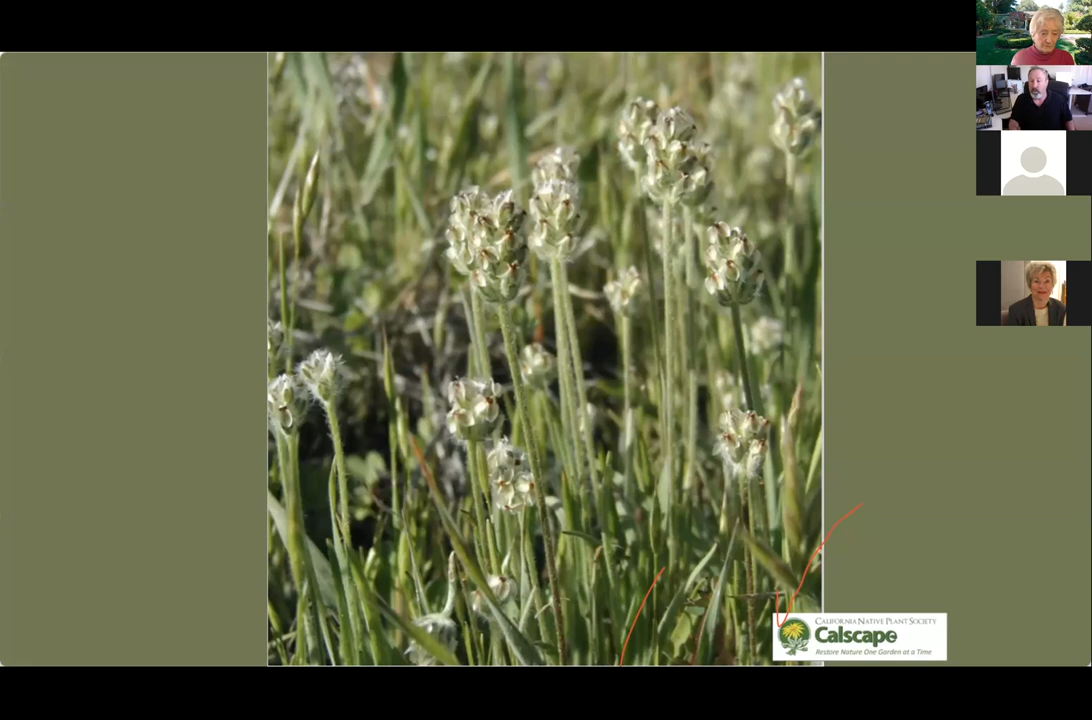 CALIFORNIA NATIVE PLANT SOCIETY
Calscape
Restore Nature One Garden at a Time